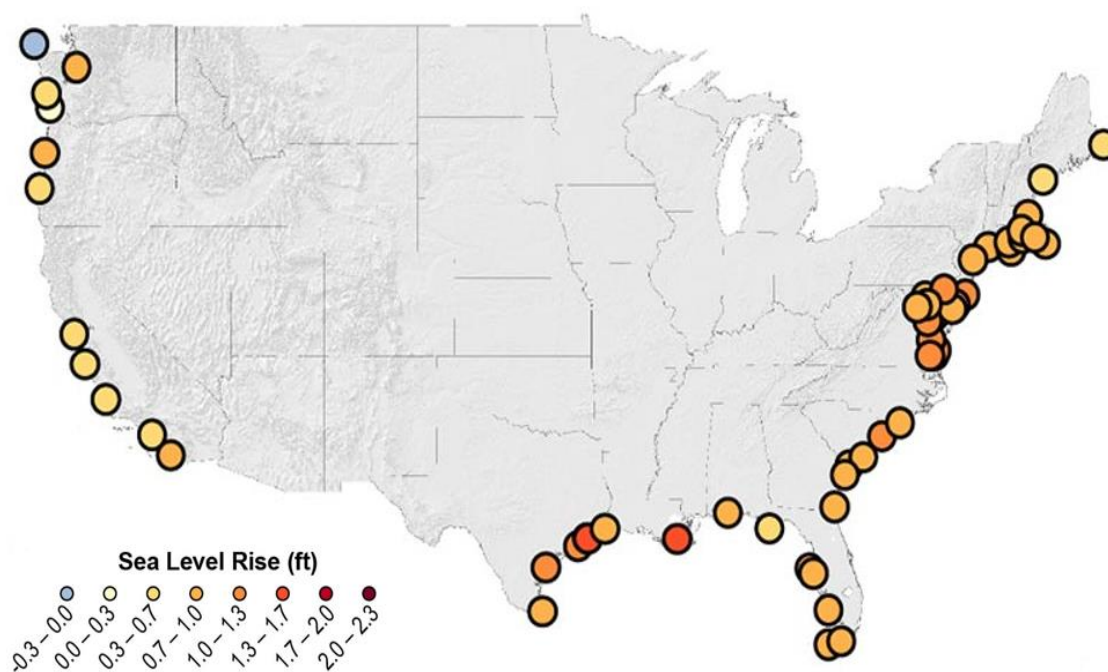 Sea Level Rise (ft)
-0.3 – 0.0
0.0 – 0.3
0.3 – 0.7
0.7 – 1.0
1.0 – 1.3
1.3 – 1.7
1.7 – 2.0
2.0 – 2.3